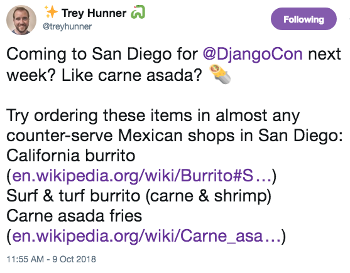 ✨ Trey Hunner 🐍
@treyhunner
Following
Coming to San Diego for @DjangoCon next
week? Like carne asada? 🌯
Try ordering these items in almost any
counter-serve Mexican shops in San Diego:
California burrito
(en.wikipedia.org/wiki/Burrito#S…)
Surf & turf burrito (carne & shrimp)
Carne asada fries
(en.wikipedia.org/wiki/Carne_asa…)
11:55 AM - 9 Oct 2018